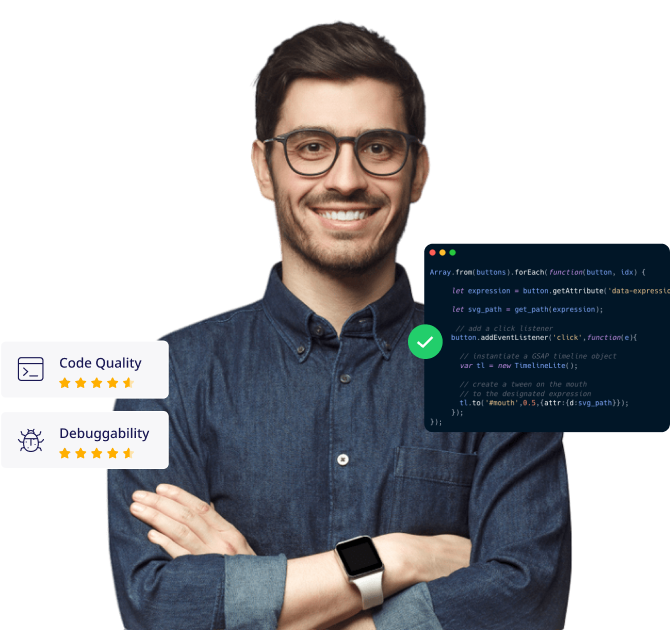 Array.from(buttons).forEach(function(button, idx) {
let expression = button.getAttribute('data-expressio
let svg_path = get_path(expression);
// add a click listener
button.addEventListener('click',function(e){
// instantiate a GSAP timeline object
var tl = new TimelineLite();
// create a tween on the mouth
// to the designated expression
tl.to('#mouth',0.5,{attr:{d:svg_path}});
});
});
Code Quality
Debuggability